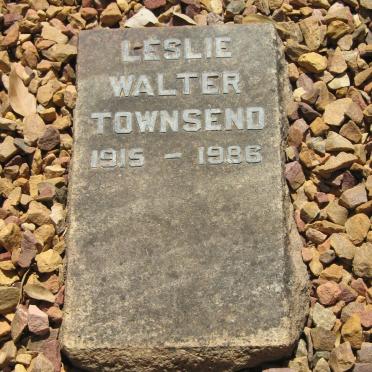 LESLIE
WALTER
TOWNSEND
1915 - 1986